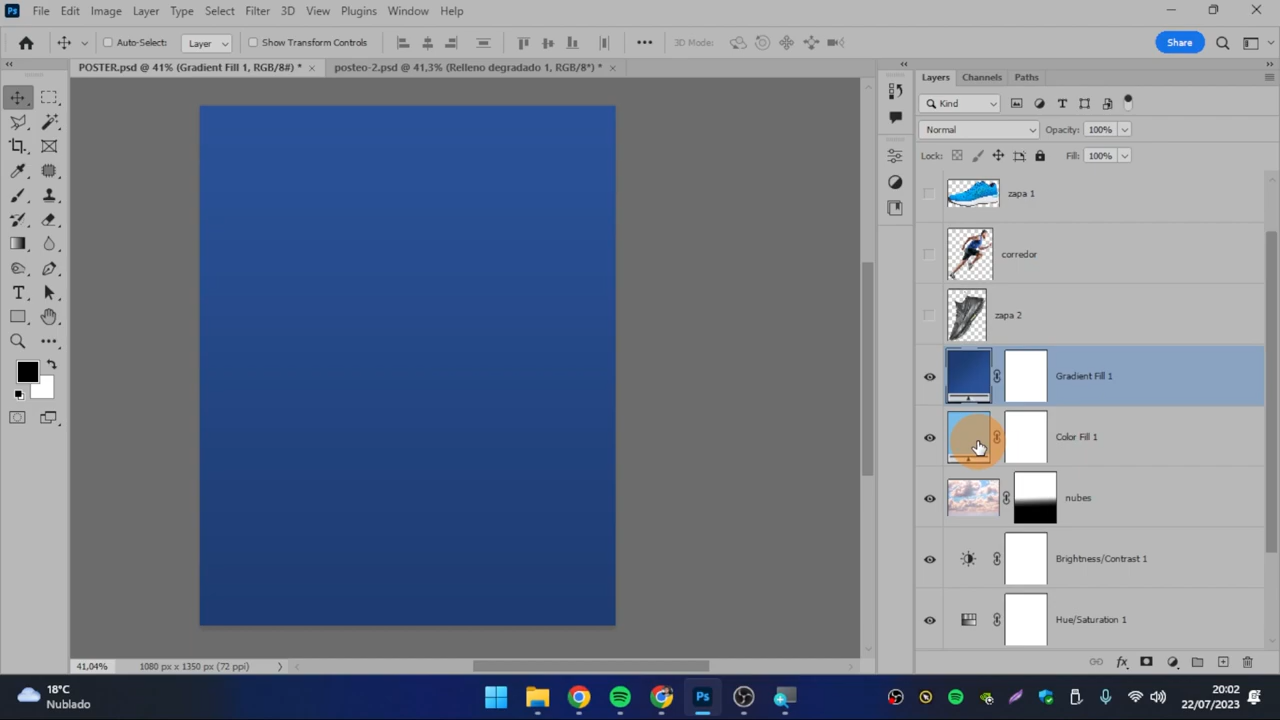 Ps File Edit Image Layer Type Select Filter 3D View Plugins Window Help
Auto-Select: Layer Show Transform Controls 3D Mode: Share
POSTER.psd @ 41% (Gradient Fill 1, RGB/8#) * posteo-2.psd @ 41,3% (Relleno degradado 1, RGB/8*) *
Layers Channels Paths
Kind
Normal Opacity: 100%
Lock: Fill: 100%
zapa 1
corredor
zapa 2
Gradient Fill 1
Color Fill 1
nubes
Brightness/Contrast 1
Hue/Saturation 1
41,04% 1080 px x 1350 px (72 ppi)
18°C
Nublado
Ps
20:02
22/07/2023